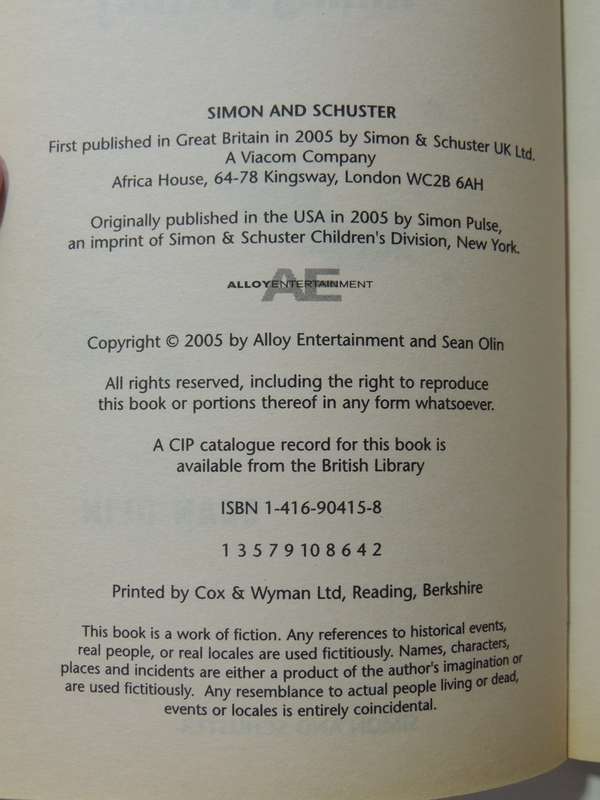 SIMON AND SCHUSTER
First published in Great Britain in 2005 by Simon & Schuster UK Ltd.
A Viacom Company
Africa House, 64-78 Kingsway, London WC2B 6AH
Originally published in the USA in 2005 by Simon Pulse,
an imprint of Simon & Schuster Children's Division, New York.
AE
ALLOYENTERTAINMENT
Copyright © 2005 by Alloy Entertainment and Sean Olin
All rights reserved, including the right to reproduce
this book or portions thereof in any form whatsoever.
A CIP catalogue record for this book is
available from the British Library
ISBN 1-416-90415-8
1 3 5 7 9 10 8 6 4 2
Printed by Cox & Wyman Ltd, Reading, Berkshire
This book is a work of fiction. Any references to historical events,
real people, or real locales are used fictitiously. Names, characters,
places and incidents are either a product of the author's imagination or
are used fictitiously. Any resemblance to actual people living or dead,
events or locales is entirely coincidental.